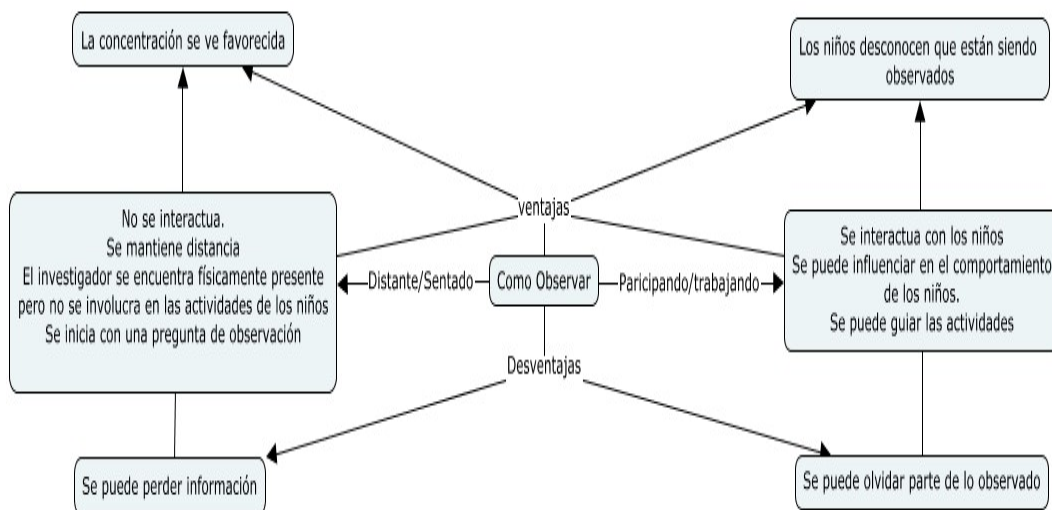 La concentración se ve favorecida
Los niños desconocen que están siendo
observados
ventajas
No se interactua.
Se mantiene distancia
El investigador se encuentra físicamente presente
pero no se involucra en las actividades de los niños
Se inicia con una pregunta de observación
Distante/Sentado
Como Observar
Paricipando/trabajando
Se interactua con los niños
Se puede influenciar en el comportamiento
de los niños.
Se puede guiar las actividades
Desventajas
Se puede perder información
Se puede olvidar parte de lo observado